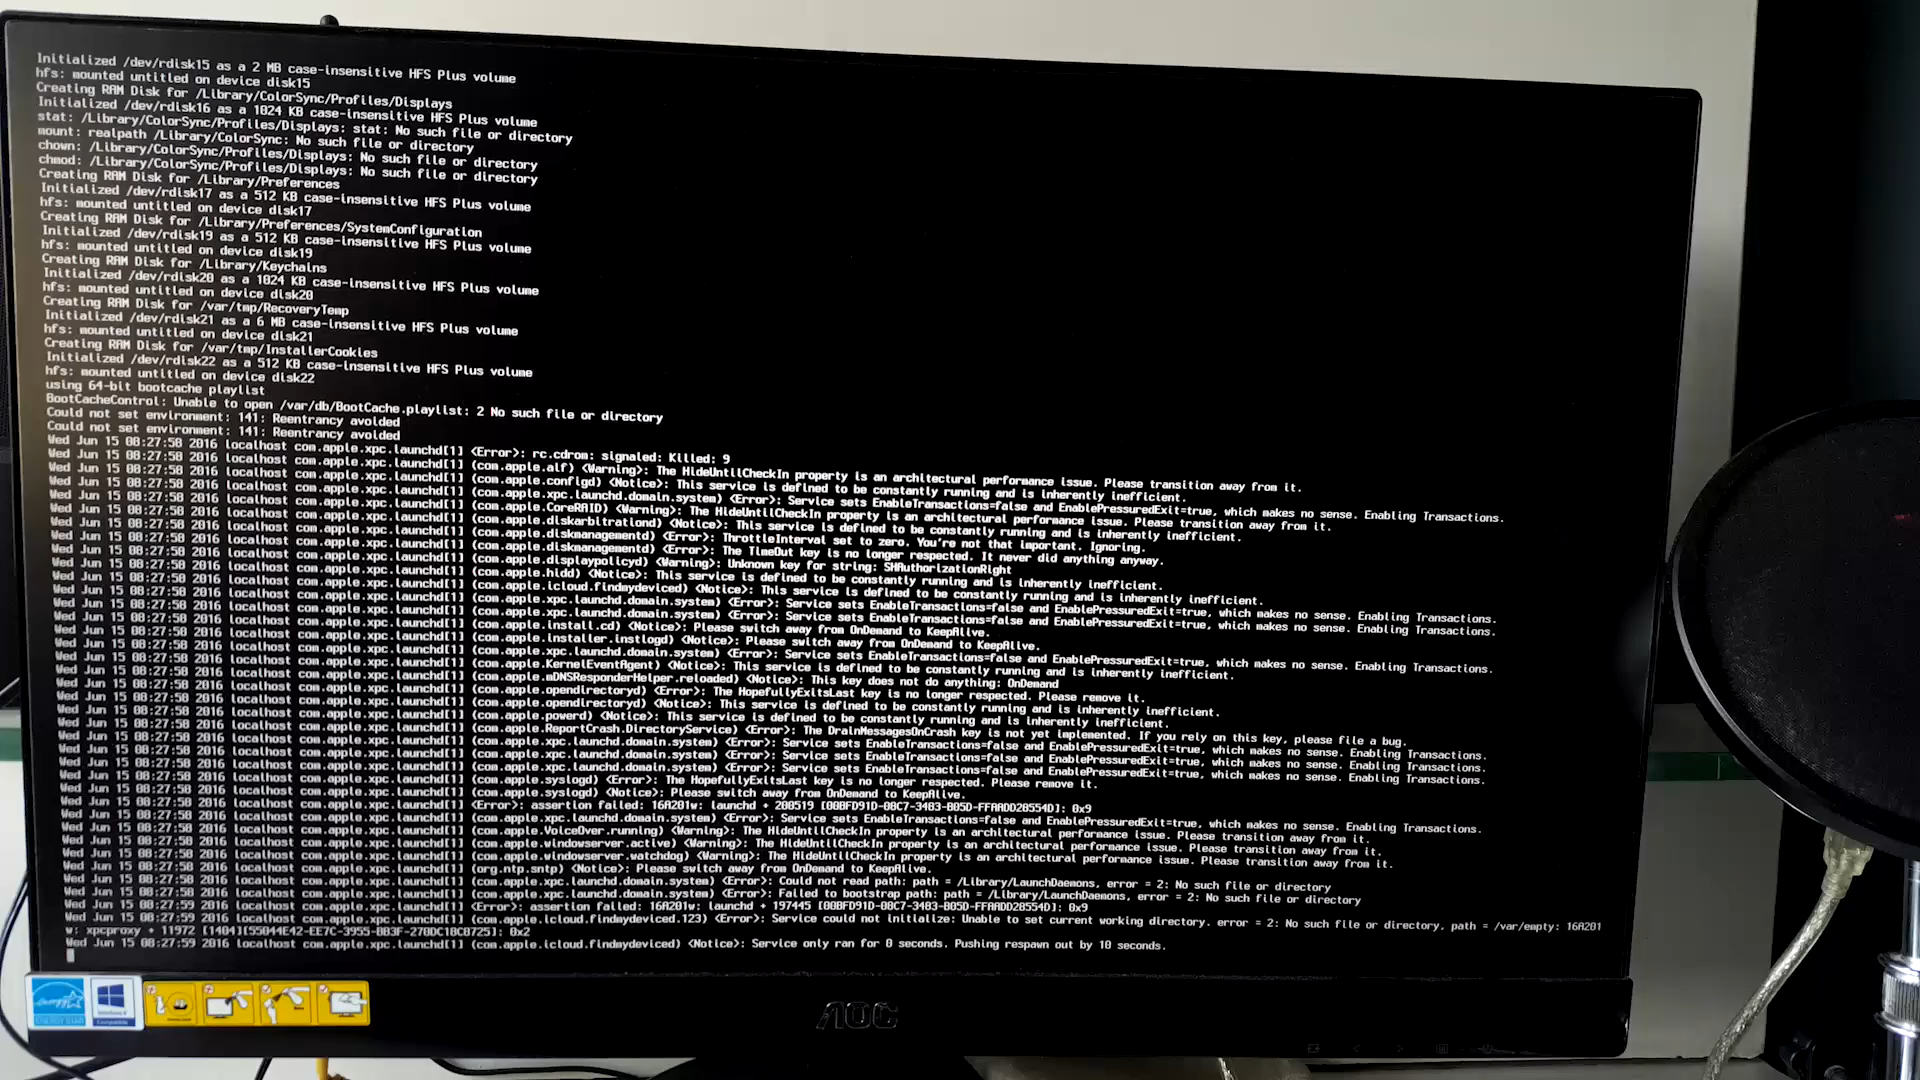 Initialized /dev/rdisk15 as a 2 MB case-insensitive HFS Plus volume
hfs: mounted untitled on device disk15
Creating RAM Disk for /Library/ColorSync/Profiles/Displays
Initialized /dev/rdisk16 as a 1024 KB case-insensitive HFS Plus volume
stat: /Library/ColorSync/Profiles/Displays: stat: No such file or directory
mount: realpath /Library/ColorSync: No such file or directory
chown: /Library/ColorSync/Profiles/Displays: No such file or directory
chmod: /Library/ColorSync/Profiles/Displays: No such file or directory
Creating RAM Disk for /Library/Preferences
Initialized /dev/rdisk17 as a 512 KB case-insensitive HFS Plus volume
hfs: mounted untitled on device disk17
Creating RAM Disk for /Library/Preferences/SystemConfiguration
Initialized /dev/rdisk19 as a 512 KB case-insensitive HFS Plus volume
hfs: mounted untitled on device disk19
Creating RAM Disk for /Library/Keychains
Initialized /dev/rdisk20 as a 1024 KB case-insensitive HFS Plus volume
hfs: mounted untitled on device disk20
Creating RAM Disk for /var/tmp/RecoveryTemp
Initialized /dev/rdisk21 as a 6 MB case-insensitive HFS Plus volume
hfs: mounted untitled on device disk21
Creating RAM Disk for /var/tmp/InstallerCookies
Initialized /dev/rdisk22 as a 512 KB case-insensitive HFS Plus volume
hfs: mounted untitled on device disk22
using 64-bit bootcache playlist
BootCacheControl: Unable to open /var/db/BootCache.playlist: 2 No such file or directory
Could not set environment: 141: Reentrancy avoided
Could not set environment: 141: Reentrancy avoided
Wed Jun 15 08:27:58 2016 localhost com.apple.xpc.launchd[1] <Error>: rc.cdrom: signaled: Killed: 9
Wed Jun 15 08:27:58 2016 localhost com.apple.xpc.launchd[1] (com.apple.alf) <Warning>: The HideUntilCheckIn property is an architectural performance issue. Please transition away from it.
Wed Jun 15 08:27:58 2016 localhost com.apple.xpc.launchd[1] (com.apple.configd) <Notice>: This service is defined to be constantly running and is inherently inefficient.
Wed Jun 15 08:27:58 2016 localhost com.apple.xpc.launchd[1] (com.apple.xpc.launchd.domain.system) <Error>: Service sets EnableTransactions=false and EnablePressuredExit=true, which makes no sense. Enabling Transactions.
Wed Jun 15 08:27:58 2016 localhost com.apple.xpc.launchd[1] (com.apple.CoreRAID) <Warning>: The HideUntilCheckIn property is an architectural performance issue. Please transition away from it.
Wed Jun 15 08:27:58 2016 localhost com.apple.xpc.launchd[1] (com.apple.diskarbitrationd) <Notice>: This service is defined to be constantly running and is inherently inefficient.
Wed Jun 15 08:27:58 2016 localhost com.apple.xpc.launchd[1] (com.apple.diskmanagementd) <Error>: ThrottleInterval set to zero. You're not that important. Ignoring.
Wed Jun 15 08:27:58 2016 localhost com.apple.xpc.launchd[1] (com.apple.diskmanagementd) <Error>: The TimeOut key is no longer respected. It never did anything anyway.
Wed Jun 15 08:27:58 2016 localhost com.apple.xpc.launchd[1] (com.apple.displaypolicyd) <Warning>: Unknown key for string: SHAuthorizationRight
Wed Jun 15 08:27:58 2016 localhost com.apple.xpc.launchd[1] (com.apple.hidd) <Notice>: This service is defined to be constantly running and is inherently inefficient.
Wed Jun 15 08:27:58 2016 localhost com.apple.xpc.launchd[1] (com.apple.icloud.findmydeviced) <Notice>: This service is defined to be constantly running and is inherently inefficient.
Wed Jun 15 08:27:58 2016 localhost com.apple.xpc.launchd[1] (com.apple.xpc.launchd.domain.system) <Error>: Service sets EnableTransactions=false and EnablePressuredExit=true, which makes no sense. Enabling Transactions.
Wed Jun 15 08:27:58 2016 localhost com.apple.xpc.launchd[1] (com.apple.xpc.launchd.domain.system) <Error>: Service sets EnableTransactions=false and EnablePressuredExit=true, which makes no sense. Enabling Transactions.
Wed Jun 15 08:27:58 2016 localhost com.apple.xpc.launchd[1] (com.apple.install.cd) <Notice>: Please switch away from OnDemand to KeepAlive.
Wed Jun 15 08:27:58 2016 localhost com.apple.xpc.launchd[1] (com.apple.installer.instlogd) <Notice>: Please switch away from OnDemand to KeepAlive.
Wed Jun 15 08:27:58 2016 localhost com.apple.xpc.launchd[1] (com.apple.xpc.launchd.domain.system) <Error>: Service sets EnableTransactions=false and EnablePressuredExit=true, which makes no sense. Enabling Transactions.
Wed Jun 15 08:27:58 2016 localhost com.apple.xpc.launchd[1] (com.apple.KernelEventAgent) <Notice>: This service is defined to be constantly running and is inherently inefficient.
Wed Jun 15 08:27:58 2016 localhost com.apple.xpc.launchd[1] (com.apple.mDNSResponderHelper.reloaded) <Notice>: This key does not do anything: OnDemand
Wed Jun 15 08:27:58 2016 localhost com.apple.xpc.launchd[1] (com.apple.opendirectoryd) <Error>: The HopefullyExitsLast key is no longer respected. Please remove it.
Wed Jun 15 08:27:58 2016 localhost com.apple.xpc.launchd[1] (com.apple.opendirectoryd) <Notice>: This service is defined to be constantly running and is inherently inefficient.
Wed Jun 15 08:27:58 2016 localhost com.apple.xpc.launchd[1] (com.apple.powerd) <Notice>: This service is defined to be constantly running and is inherently inefficient.
Wed Jun 15 08:27:58 2016 localhost com.apple.xpc.launchd[1] (com.apple.ReportCrash.DirectoryService) <Error>: The DrainMessagesOnCrash key is not yet implemented. If you rely on this key, please file a bug.
Wed Jun 15 08:27:58 2016 localhost com.apple.xpc.launchd[1] (com.apple.xpc.launchd.domain.system) <Error>: Service sets EnableTransactions=false and EnablePressuredExit=true, which makes no sense. Enabling Transactions.
Wed Jun 15 08:27:58 2016 localhost com.apple.xpc.launchd[1] (com.apple.xpc.launchd.domain.system) <Error>: Service sets EnableTransactions=false and EnablePressuredExit=true, which makes no sense. Enabling Transactions.
Wed Jun 15 08:27:58 2016 localhost com.apple.xpc.launchd[1] (com.apple.syslogd) <Error>: The HopefullyExitsLast key is no longer respected. Please remove it.
Wed Jun 15 08:27:58 2016 localhost com.apple.xpc.launchd[1] (com.apple.syslogd) <Notice>: Please switch away from OnDemand to KeepAlive.
Wed Jun 15 08:27:58 2016 localhost com.apple.xpc.launchd[1] <Error>: assertion failed: 16A201w: launchd + 200519 [00BFD91D-08C7-3483-805D-FFAADD28554D]: 0x9
Wed Jun 15 08:27:58 2016 localhost com.apple.xpc.launchd[1] (com.apple.xpc.launchd.domain.system) <Error>: Service sets EnableTransactions=false and EnablePressuredExit=true, which makes no sense. Enabling Transactions.
Wed Jun 15 08:27:58 2016 localhost com.apple.xpc.launchd[1] (com.apple.VoiceOver.running) <Warning>: The HideUntilCheckIn property is an architectural performance issue. Please transition away from it.
Wed Jun 15 08:27:58 2016 localhost com.apple.xpc.launchd[1] (com.apple.windowserver.active) <Warning>: The HideUntilCheckIn property is an architectural performance issue. Please transition away from it.
Wed Jun 15 08:27:58 2016 localhost com.apple.xpc.launchd[1] (com.apple.windowserver.watchdog) <Warning>: The HideUntilCheckIn property is an architectural performance issue. Please transition away from it.
Wed Jun 15 08:27:58 2016 localhost com.apple.xpc.launchd[1] (org.ntp.sntp) <Notice>: Please switch away from OnDemand to KeepAlive.
Wed Jun 15 08:27:58 2016 localhost com.apple.xpc.launchd[1] (com.apple.xpc.launchd.domain.system) <Error>: Could not read path: path = /Library/LaunchDaemons, error = 2: No such file or directory
Wed Jun 15 08:27:58 2016 localhost com.apple.xpc.launchd[1] (com.apple.xpc.launchd.domain.system) <Error>: Failed to bootstrap path: path = /Library/LaunchDaemons, error = 2: No such file or directory
Wed Jun 15 08:27:59 2016 localhost com.apple.xpc.launchd[1] <Error>: assertion failed: 16A201w: launchd + 197445 [00BFD91D-08C7-3483-805D-FFAADD28554D]: 0x9
Wed Jun 15 08:27:59 2016 localhost com.apple.xpc.launchd[1] (com.apple.icloud.findmydeviced.123) <Error>: Service could not initialize: Unable to set current working directory. error = 2: No such file or directory, path = /var/empty: 16A201
w: xpcproxy + 11972 [1404][55044E42-EE7C-3955-083F-270DC18C8725]: 0x2
Wed Jun 15 08:27:59 2016 localhost com.apple.xpc.launchd[1] (com.apple.icloud.findmydeviced) <Notice>: Service only ran for 0 seconds. Pushing respawn out by 10 seconds.
AOC